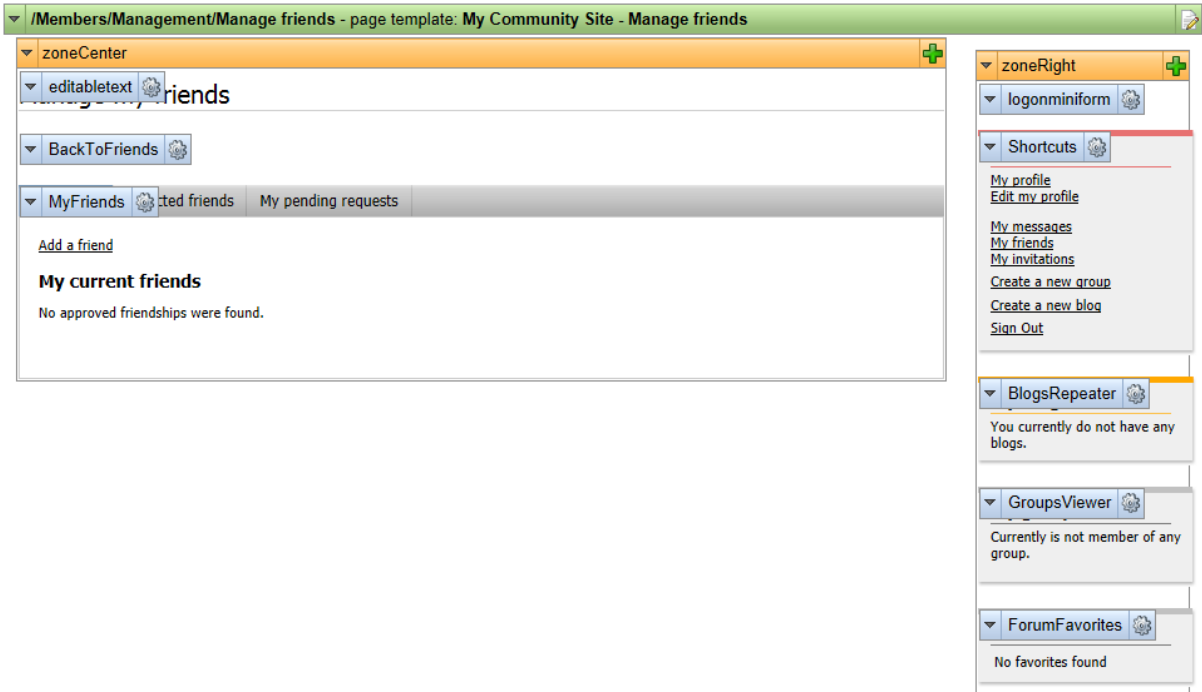 /Members/Management/Manage friends - page template: My Community Site - Manage friends
zoneCenter
editabletext
friends
BackToFriends
MyFriends
friends My pending requests
Add a friend
My current friends
No approved friendships were found.
zoneRight
logonminiform
Shortcuts
My profile
Edit my profile
My messages
My friends
My invitations
Create a new group
Create a new blog
Sign Out
BlogsRepeater
You currently do not have any
blogs.
GroupsViewer
Currently is not member of any
group.
ForumFavorites
No favorites found